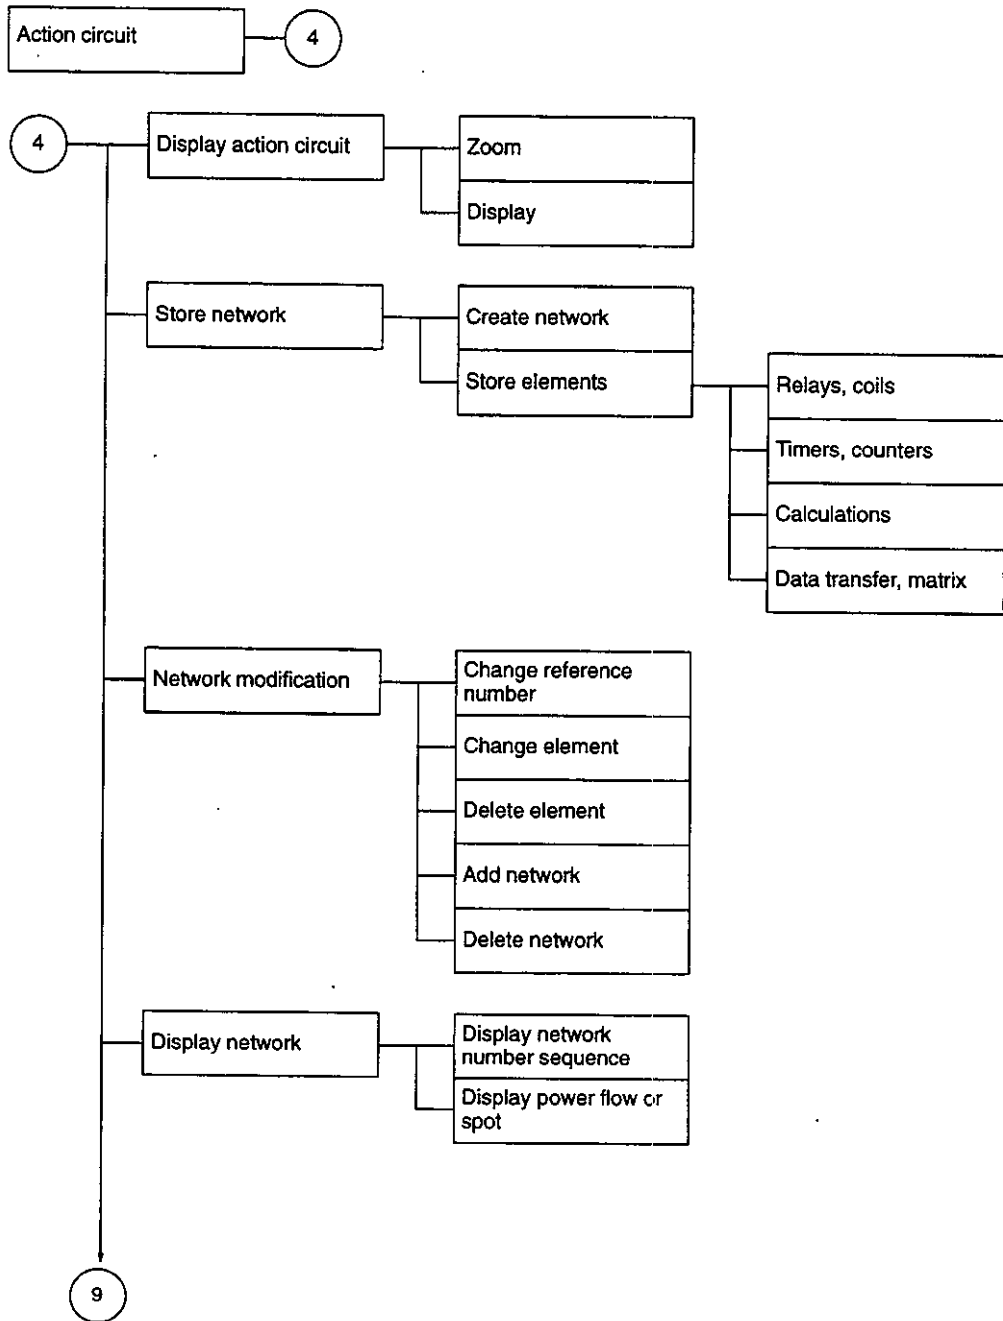 Action circuit
4
4
Display action circuit
Zoom
Display
Store network
Create network
Store elements
Relays, coils
Timers, counters
Calculations
Data transfer, matrix
Network modification
Change reference
number
Change element
Delete element
Add network
Delete network
Display network
Display network
number sequence
Display power flow or
spot
9